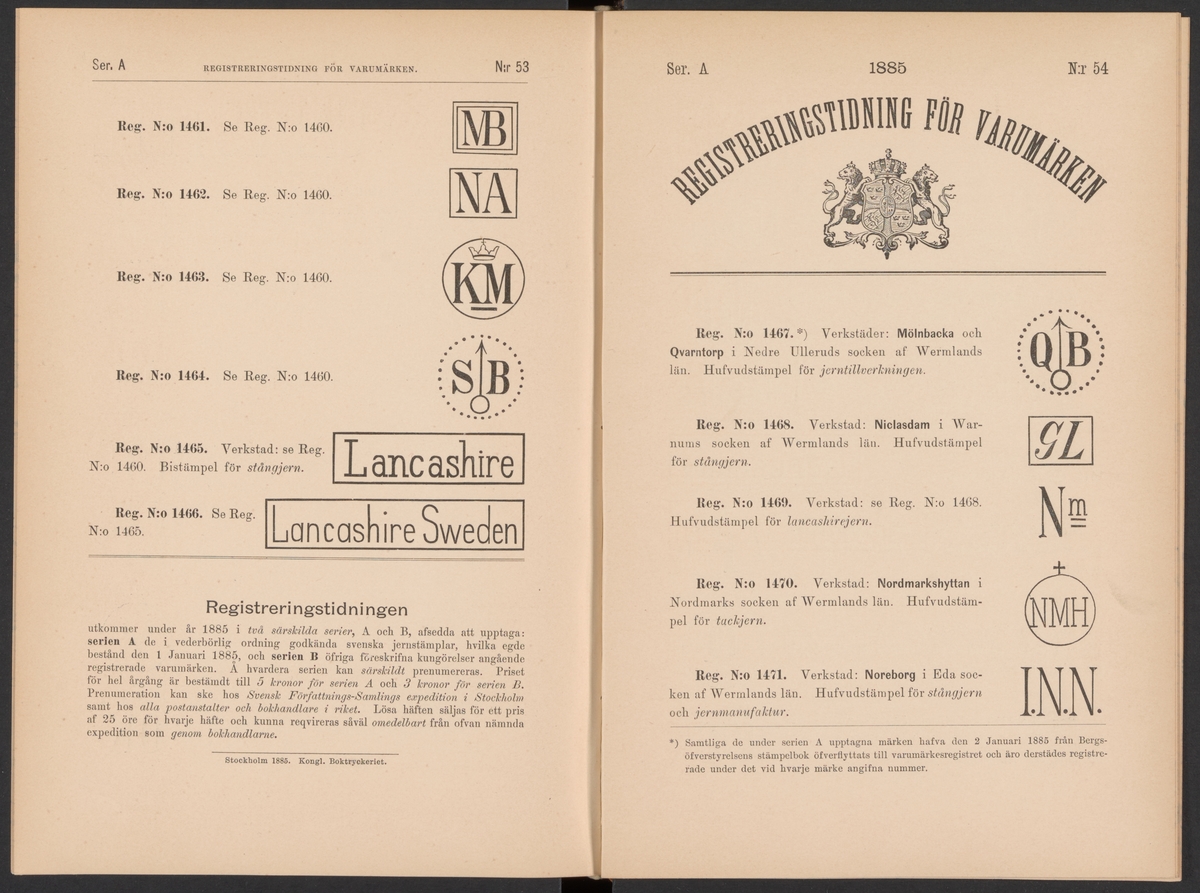 Ser. A REGISTRERINGSTIDNING FÖR VARUMÄRKEN. N:r 53
Reg. N:o 1461. Se Reg. N:o 1460.
MB
Reg. N:o 1462. Se Reg. N:o 1460.
NA
Reg. N:o 1463. Se Reg. N:o 1460.
KM
Reg. N:o 1464. Se Reg. N:o 1460.
S B
Reg. N:o 1465. Verkstad: se Reg.
N:o 1460. Bistämpel för stångjern.
Lancashire
Reg. N:o 1466. Se Reg.
N:o 1465.
Lancashire Sweden
Registreringstidningen
utkommer under år 1885 i två särskilda serier, A och B, afsedda att upptaga:
serien A de i vederbörlig ordning godkända svenska jernstämplar, hvilka egde
bestånd den 1 Januari 1885, och serien B öfriga föreskrifna kungörelser angående
registrerade varumärken. Å hvardera serien kan särskildt prenumereras. Priset
för hel årgång är bestämdt till 5 kronor för serien A och 3 kronor för serien B.
Prenumeration kan ske hos Svensk Författnings-Samlings expedition i Stockholm
samt hos alla postanstalter och bokhandlare i riket. Lösa häften säljas för ett pris
af 25 öre för hvarje häfte och kunna reqvireras såväl omedelbart från ofvan nämnda
expedition som genom bokhandlarne.
Stockholm 1885. Kongl. Boktryckeriet.
Ser. A 1885 N:r 54
REGISTRERINGSTIDNING FÖR VARUMÄRKEN
Reg. N:o 1467.*) Verkstäder: Mölnbacka och
Qvarntorp i Nedre Ulleruds socken af Wermlands
län. Hufvudstämpel för jerntillverkningen.
Q B
Reg. N:o 1468. Verkstad: Niclasdam i War-
nums socken af Wermlands län. Hufvudstämpel
för stångjern.
GL
Reg. N:o 1469. Verkstad: se Reg. N:o 1468.
Hufvudstämpel för lancashirejern.
Nm
Reg. N:o 1470. Verkstad: Nordmarkshyttan i
Nordmarks socken af Wermlands län. Hufvudstäm-
pel för tackjern.
NMH
Reg. N:o 1471. Verkstad: Noreborg i Eda soc-
ken af Wermlands län. Hufvudstämpel för stångjern
och jernmanufaktur.
I.N.N.
*) Samtliga de under serien A upptagna märken hafva den 2 Januari 1885 från Bergs-
öfverstyrelsens stämpelbok öfverflyttats till varumärkesregistret och äro derstädes registre-
rade under det vid hvarje märke angifna nummer.